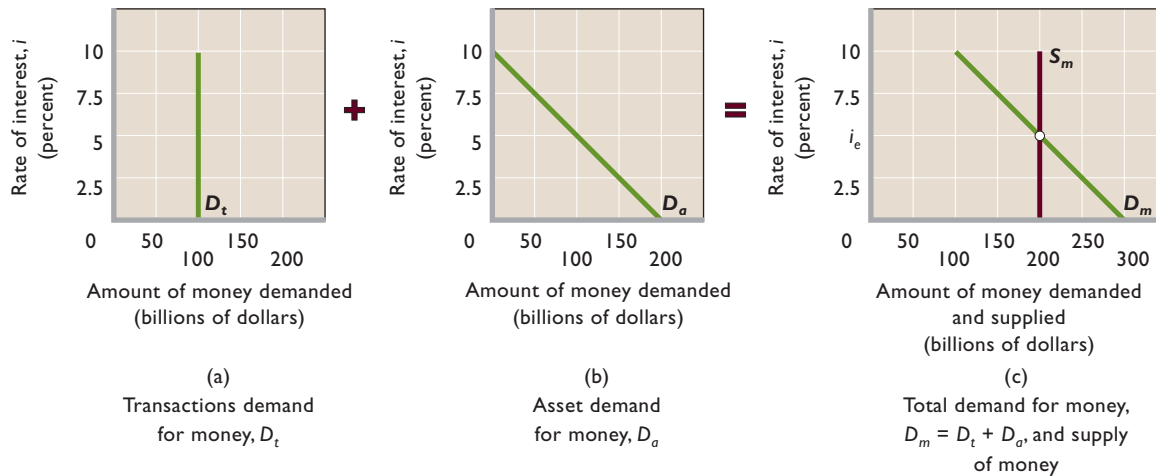 Rate of interest, i
(percent)
10
7.5
5
2.5
0
50
100
150
200
D_t
Amount of money demanded
(billions of dollars)
(a)
Transactions demand
for money, D_t
+
Rate of interest, i
(percent)
10
7.5
5
2.5
0
50
100
150
200
D_a
Amount of money demanded
(billions of dollars)
(b)
Asset demand
for money, D_a
=
Rate of interest, i
(percent)
10
7.5
i_e
2.5
0
50
100
150
200
250
300
S_m
D_m
Amount of money demanded
and supplied
(billions of dollars)
(c)
Total demand for money,
D_m = D_t + D_a, and supply
of money